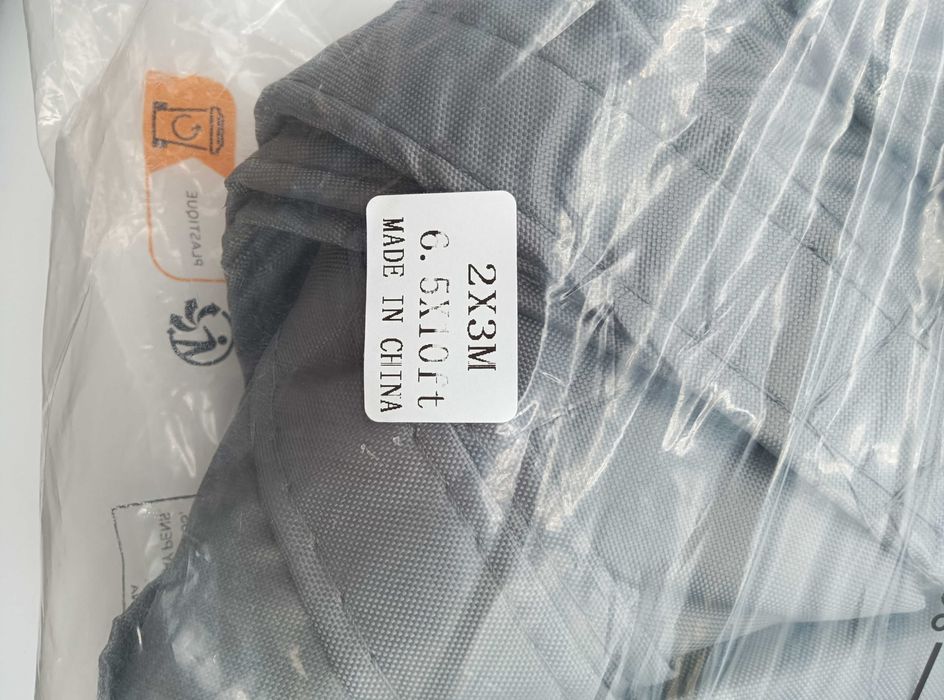 2X3M
6.5X10ft
MADE IN CHINA
PLASTIQUE